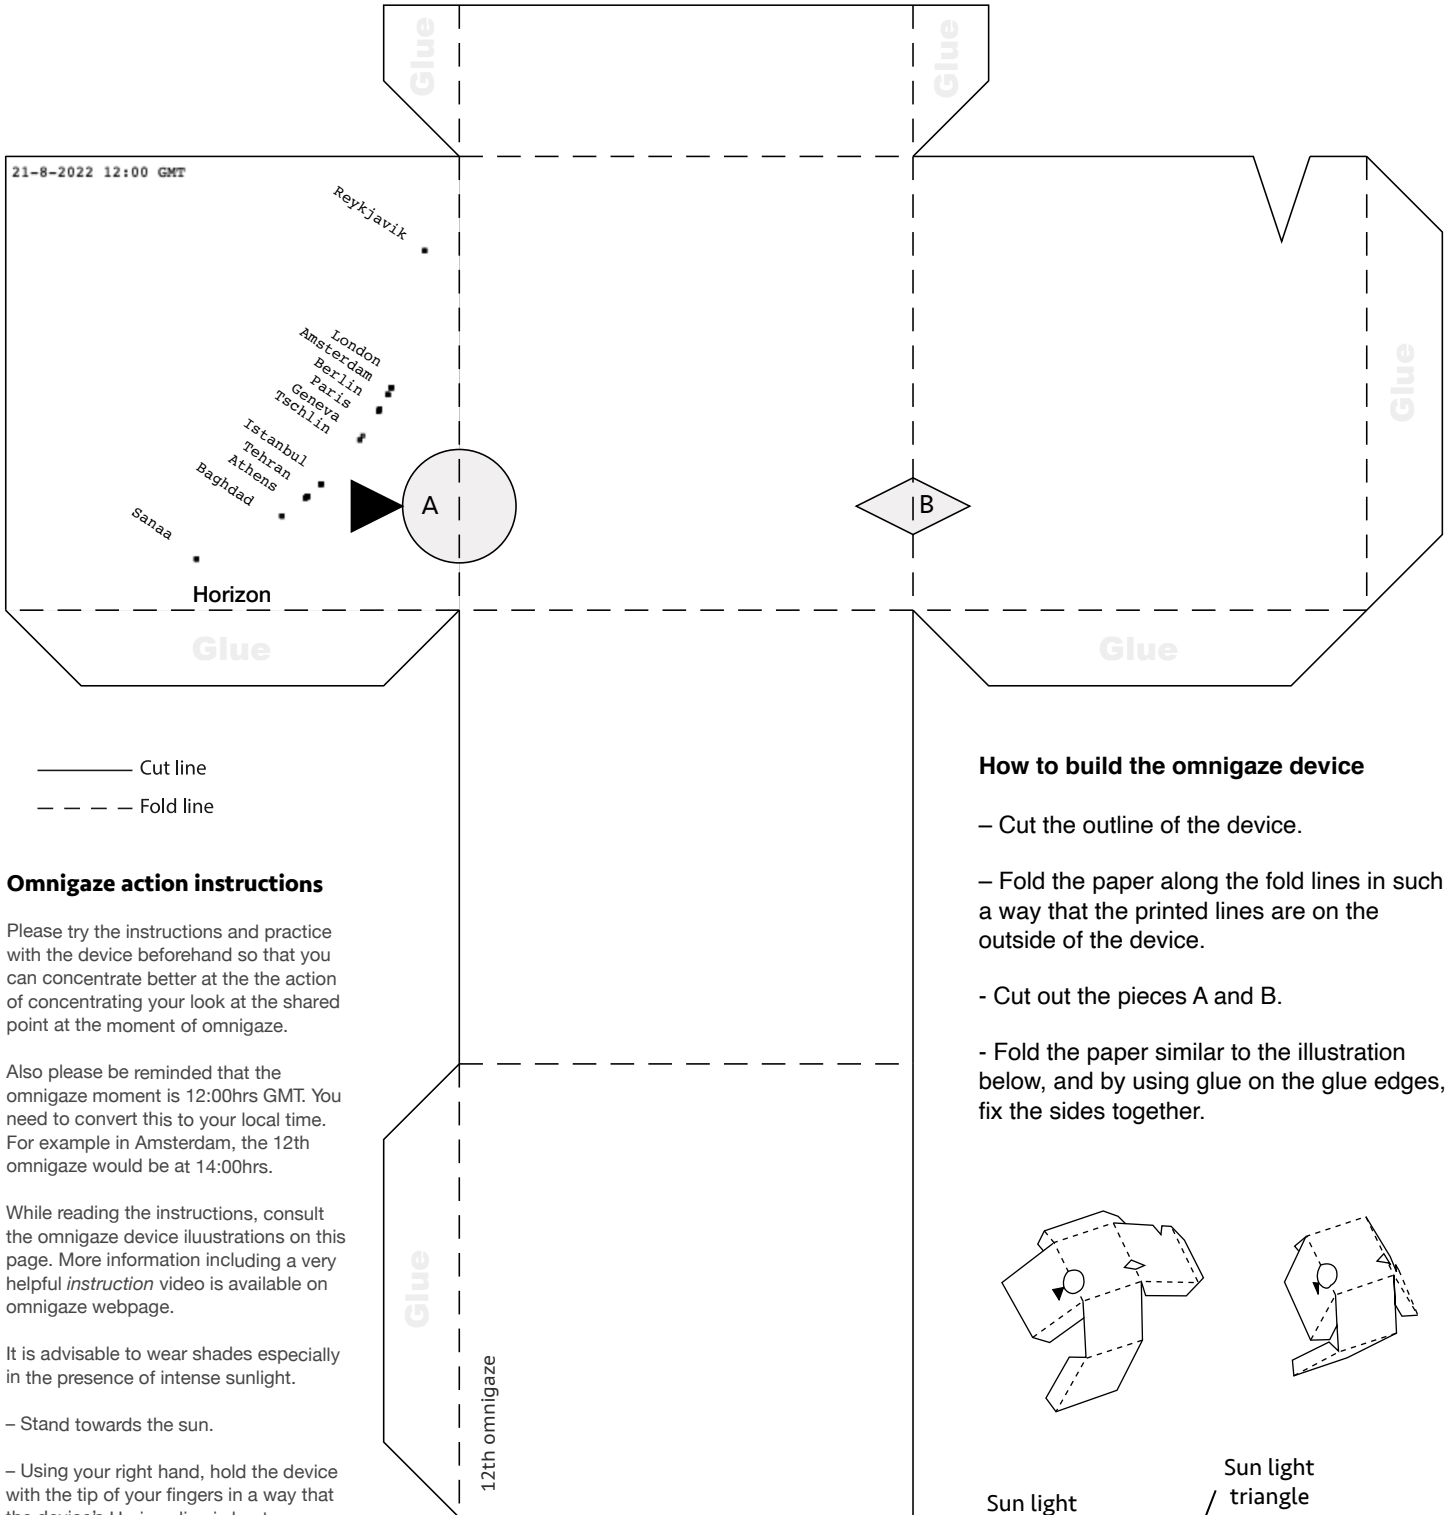 Glue
Glue
21-8-2022 12:00 GMT
Reykjavik
London
Amsterdam
Berlin
Paris
Geneva
Tschlin
Istanbul
Tehran
Athens
Baghdad
Sanaa
A
B
Glue
Horizon
Glue
Glue
Cut line
Fold line
How to build the omnigaze device
– Cut the outline of the device.
– Fold the paper along the fold lines in such
a way that the printed lines are on the
outside of the device.
- Cut out the pieces A and B.
- Fold the paper similar to the illustration
below, and by using glue on the glue edges,
fix the sides together.
Omnigaze action instructions
Please try the instructions and practice
with the device beforehand so that you
can concentrate better at the the action
of concentrating your look at the shared
point at the moment of omnigaze.
Also please be reminded that the
omnigaze moment is 12:00hrs GMT. You
need to convert this to your local time.
For example in Amsterdam, the 12th
omnigaze would be at 14:00hrs.
While reading the instructions, consult
the omnigaze device iluustrations on this
page. More information including a very
helpful instruction video is available on
omnigaze webpage.
It is advisable to wear shades especially
in the presence of intense sunlight.
– Stand towards the sun.
– Using your right hand, hold the device
with the tip of your fingers in a way that
Glue
12th omnigaze
Sun light
Sun light
triangle